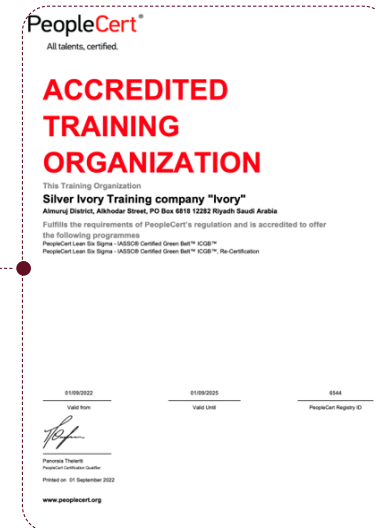 PeopleCert®
All talents, certified.
ACCREDITED
TRAINING
ORGANIZATION
This Training Organization
Silver Ivory Training company "Ivory"
Almuruj District, Alkhodar Street, PO Box 6818 12282 Riyadh Saudi Arabia
Fulfills the requirements of PeopleCert's regulation and is accredited to offer
the following programmes
PeopleCert Lean Six Sigma - IASSC® Certified Green Belt™ ICGB™
PeopleCert Lean Six Sigma - IASSC® Certified Green Belt™ ICGB™, Re-Certification
01/09/2022 01/09/2025 6544
Valid from Valid Until PeopleCert Registry ID
Panorsia Theleriti
PeopleCert Certification Qualifier
Printed on 01 September 2022
www.peoplecert.org